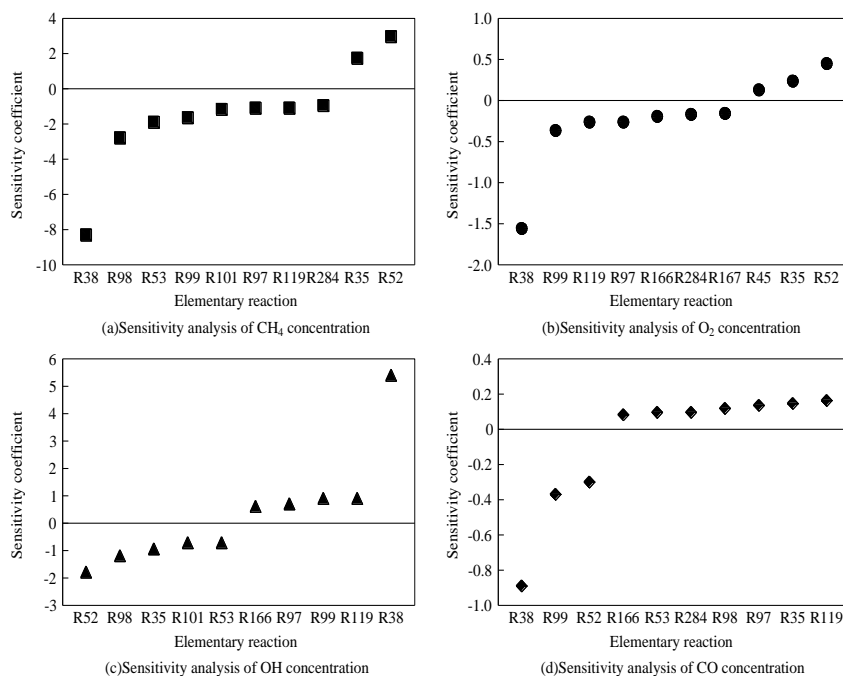 4
2
0
-2
-4
-6
-8
-10
Sensitivity coefficient
R38 R98 R53 R99 R101 R97 R119 R284 R35 R52
Elementary reaction
(a)Sensitivity analysis of CH₄ concentration
1.0
0.5
0
-0.5
-1.0
-1.5
-2.0
Sensitivity coefficient
R38 R99 R119 R97 R166 R284 R167 R45 R35 R52
Elementary reaction
(b)Sensitivity analysis of O₂ concentration
6
5
4
3
2
1
0
-1
-2
-3
Sensitivity coefficient
R52 R98 R35 R101 R53 R166 R97 R99 R119 R38
Elementary reaction
(c)Sensitivity analysis of OH concentration
0.4
0.2
0
-0.2
-0.4
-0.6
-0.8
-1.0
Sensitivity coefficient
R38 R99 R52 R166 R53 R284 R98 R97 R35 R119
Elementary reaction
(d)Sensitivity analysis of CO concentration